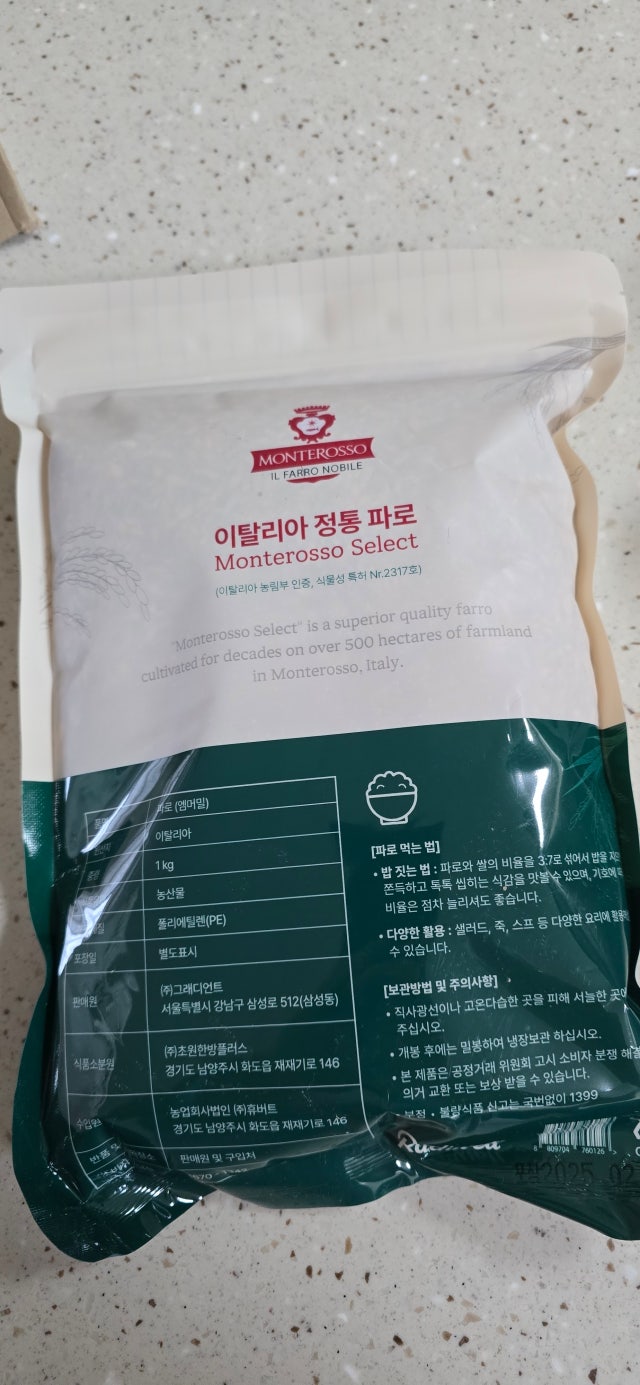 MONTEROSSO
IL FARRO NOBILE
이탈리아 정통 파로
Monterosso Select
(이탈리아 농림부 인증, 식물성 특허 Nr.2317호)
"Monterosso Select" is a superior quality farro
cultivated for decades on over 500 hectares of farmland
in Monterosso, Italy.
파로 (엠머밀)
이탈리아
중량 1kg
농산물
폴리에틸렌(PE)
포장일 별도표시
판매원 (주)그래디언트
서울특별시 강남구 삼성로 512(삼성동)
식품소분원 (주)초원한방플러스
경기도 남양주시 화도읍 재재기로 146
수입원 농업회사법인 (주)휴버트
경기도 남양주시 화도읍 재재기로 146
판매원 및 구입처
[파로 먹는 법]
• 밥 짓는 법 : 파로와 쌀의 비율을 3:7로 섞어서 밥을
쫀득하고 톡톡 씹히는 식감을 맛볼 수 있으며, 기호에
비율은 점차 늘리셔도 좋습니다.
• 다양한 활용 : 샐러드, 죽, 스프 등 다양한 요리에
수 있습니다.
[보관방법 및 주의사항]
• 직사광선이나 고온다습한 곳을 피해 서늘한 곳에
주십시오.
• 개봉 후에는 밀봉하여 냉장보관 하십시오.
• 본 제품은 공정거래 위원회 고시 소비자 분쟁
의거 교환 또는 보상 받을 수 있습니다.
• 불량식품 신고는 국번없이 1399
8 809704 760126
2025. 02